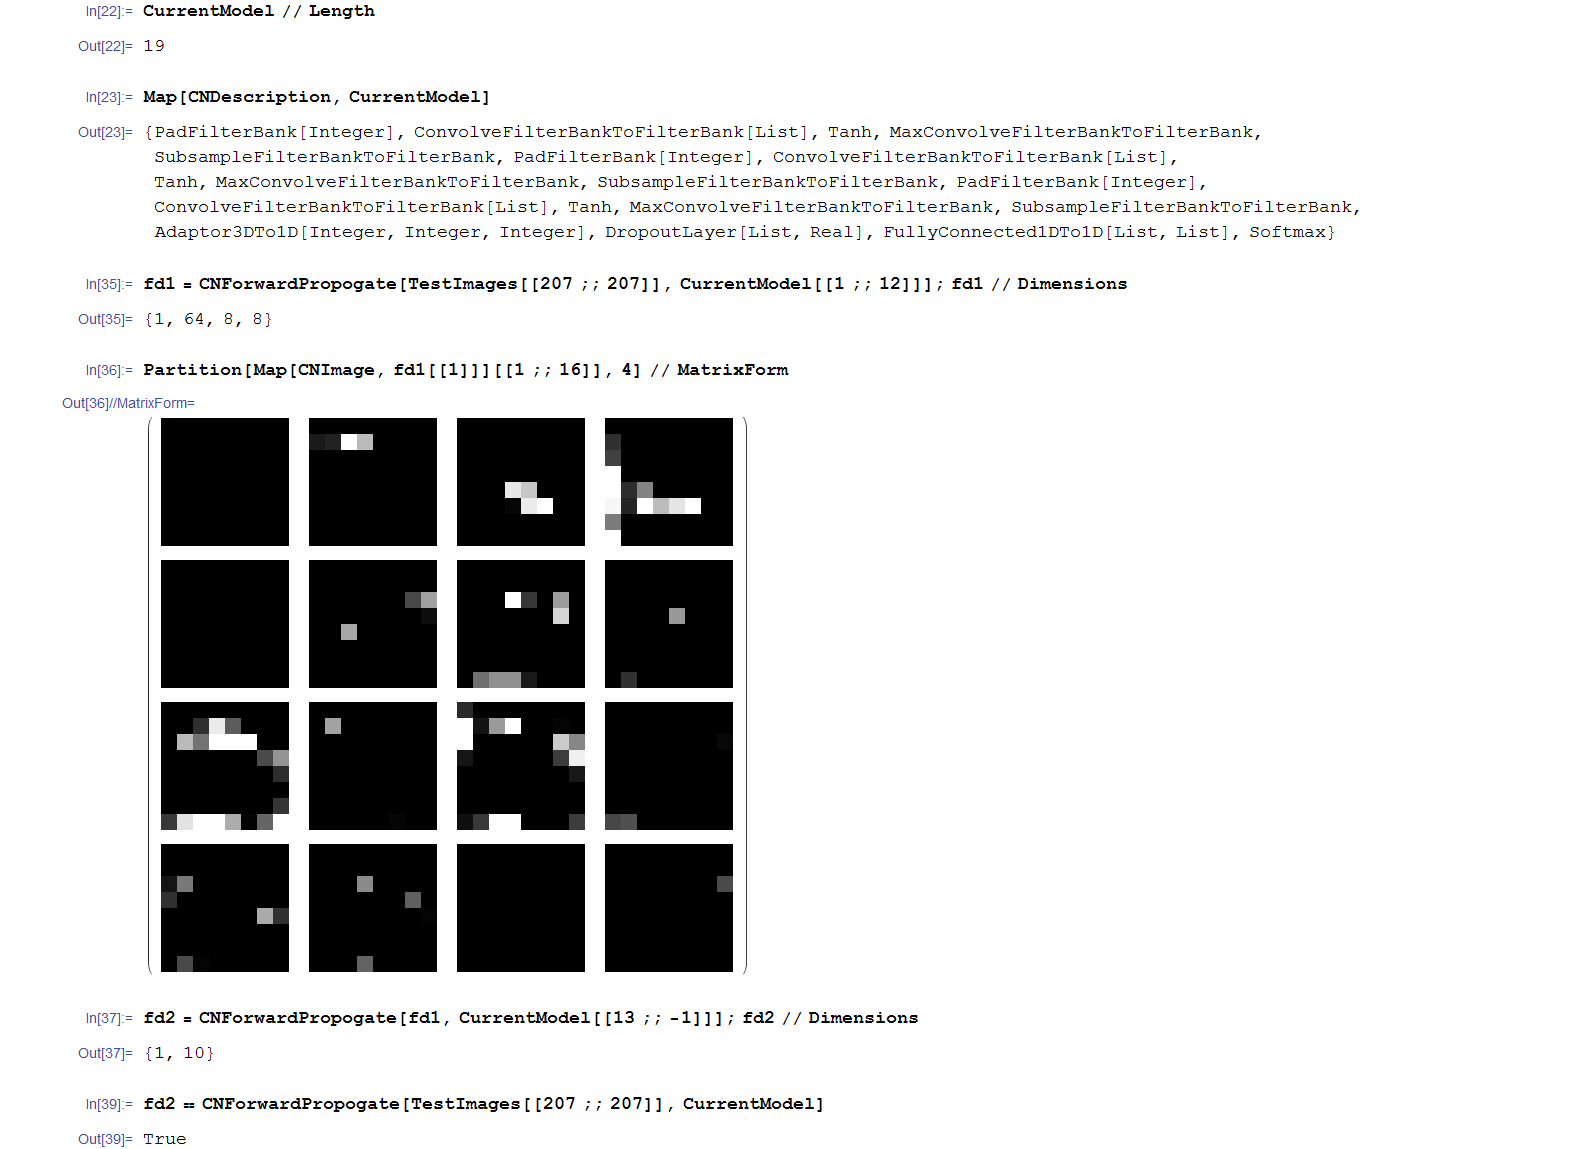 In[22]:= CurrentModel // Length
Out[22]= 19
In[23]:= Map[CNDescription, CurrentModel]
Out[23]= {PadFilterBank[Integer], ConvolveFilterBankToFilterBank[List], Tanh, MaxConvolveFilterBankToFilterBank,
SubsampleFilterBankToFilterBank, PadFilterBank[Integer], ConvolveFilterBankToFilterBank[List],
Tanh, MaxConvolveFilterBankToFilterBank, SubsampleFilterBankToFilterBank, PadFilterBank[Integer],
ConvolveFilterBankToFilterBank[List], Tanh, MaxConvolveFilterBankToFilterBank, SubsampleFilterBankToFilterBank,
Adaptor3DTo1D[Integer, Integer, Integer], DropoutLayer[List, Real], FullyConnected1DTo1D[List, List], Softmax}
In[35]:= fd1 = CNForwardPropogate[TestImages[[207 ;; 207]], CurrentModel[[1 ;; 12]]]; fd1 // Dimensions
Out[35]= {1, 64, 8, 8}
In[36]:= Partition[Map[CNImage, fd1[[1]]][[1 ;; 16]], 4] // MatrixForm
Out[36]//MatrixForm=
In[37]:= fd2 = CNForwardPropogate[fd1, CurrentModel[[13 ;; -1]]]; fd2 // Dimensions
Out[37]= {1, 10}
In[39]:= fd2 == CNForwardPropogate[TestImages[[207 ;; 207]], CurrentModel]
Out[39]= True